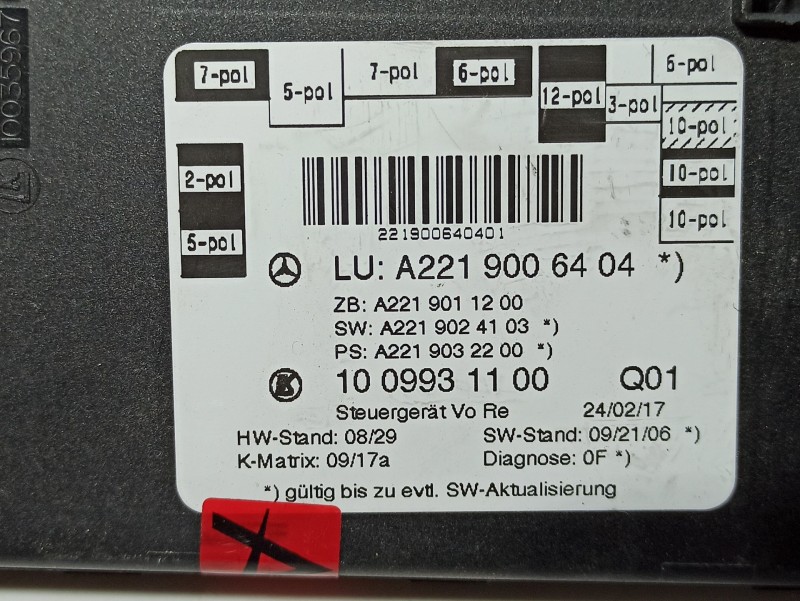 10035967
7-pol
5-pol
7-pol
6-pol
12-pol
3-pol
6-pol
10-pol
10-pol
10-pol
2-pol
5-pol
221900640401
LU: A221 900 64 04 *)
ZB: A221 901 12 00
SW: A221 902 41 03 *)
PS: A221 903 22 00 *)
K 100 993 11 00 Q01
Steuergerät Vo Re 24/02/17
HW-Stand: 08/29 SW-Stand: 09/21/06 *)
K-Matrix: 09/17a Diagnose: 0F *)
*) gültig bis zu evtl. SW-Aktualisierung